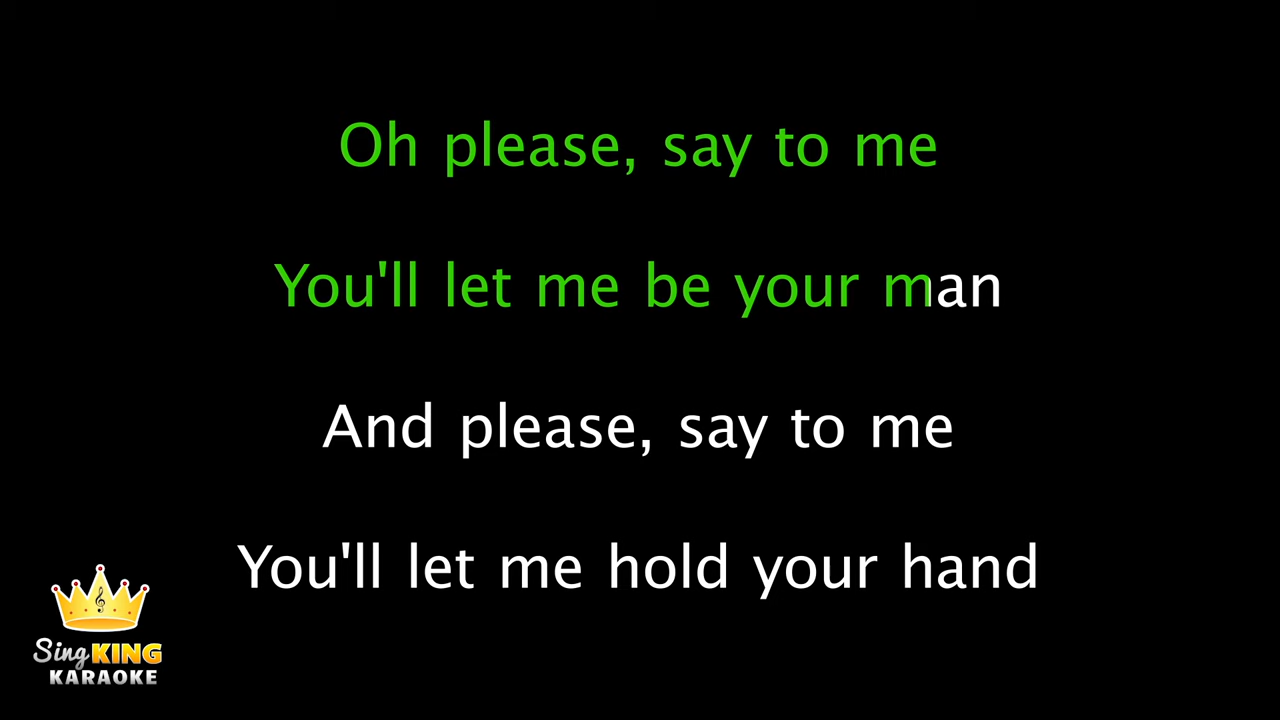 Oh please, say to me
You'll let me be your man
And please, say to me
You'll let me hold your hand
Sing KING
KARAOKE